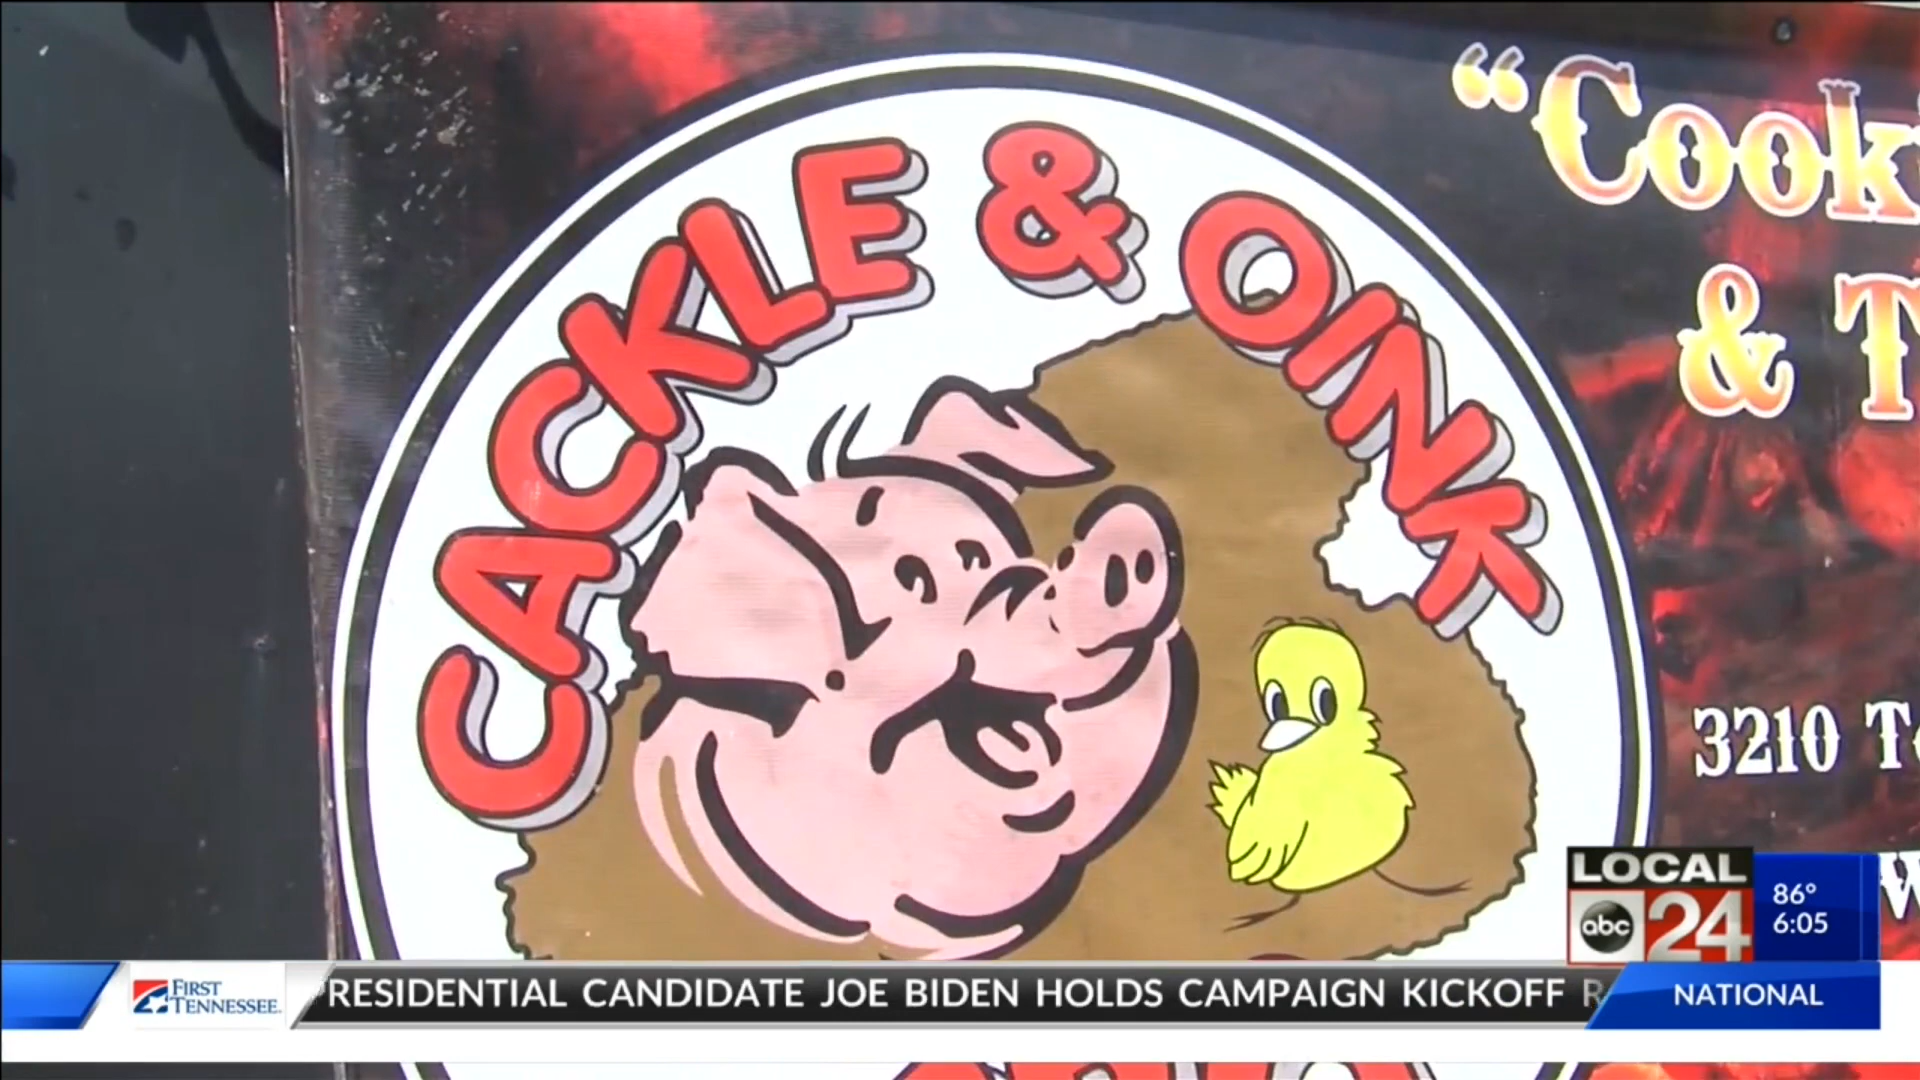 CACKLE & OINK
“Cook
& T
3210 T
LOCAL
abc 24
86°
6:05
FIRST TENNESSEE
PRESIDENTIAL CANDIDATE JOE BIDEN HOLDS CAMPAIGN KICKOFF
NATIONAL